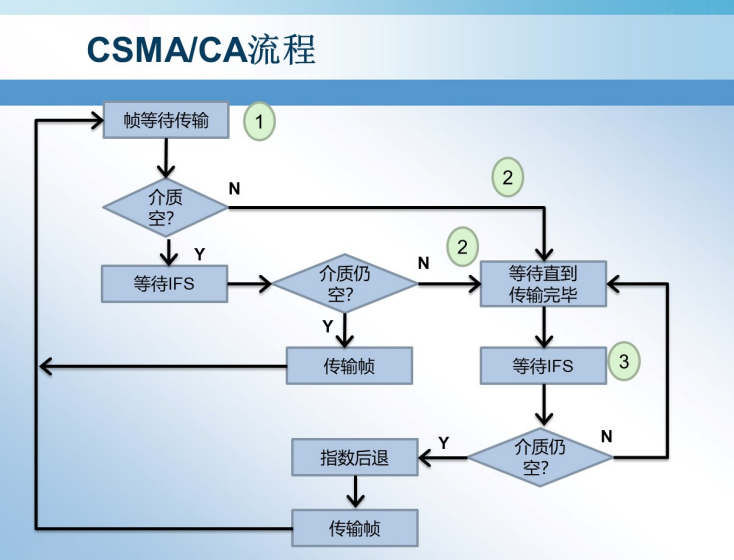 CSMA/CA流程
帧等待传输
1
介质
空?
N
2
Y
等待IFS
介质仍
空?
N
2
等待直到
传输完毕
Y
传输帧
等待IFS
3
介质仍
空?
Y
N
指数后退
传输帧